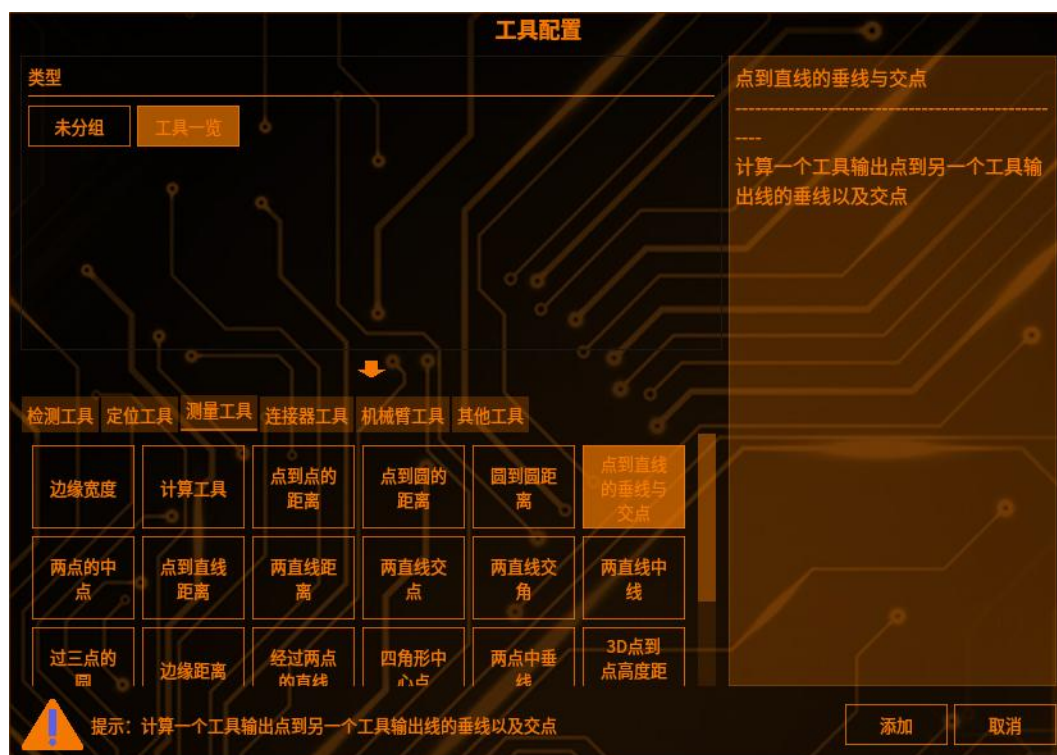 工具配置
类型
未分组
工具一览
点到直线的垂线与交点
----------------------------------------------------
计算一个工具输出点到另一个工具输
出线的垂线以及交点
检测工具
定位工具
测量工具
连接器工具
机械臂工具
其他工具
边缘宽度
计算工具
点到点的
距离
点到圆的
距离
圆到圆距
离
点到直线
的垂线与
交点
两点的中
点
点到直线
距离
两直线距
离
两直线交
点
两直线交
角
两直线中
线
过三点的
圆
边缘距离
经过两点
的直线
四角形中
心点
两点中垂
线
3D点到
点高度距
提示：计算一个工具输出点到另一个工具输出线的垂线以及交点
添加
取消